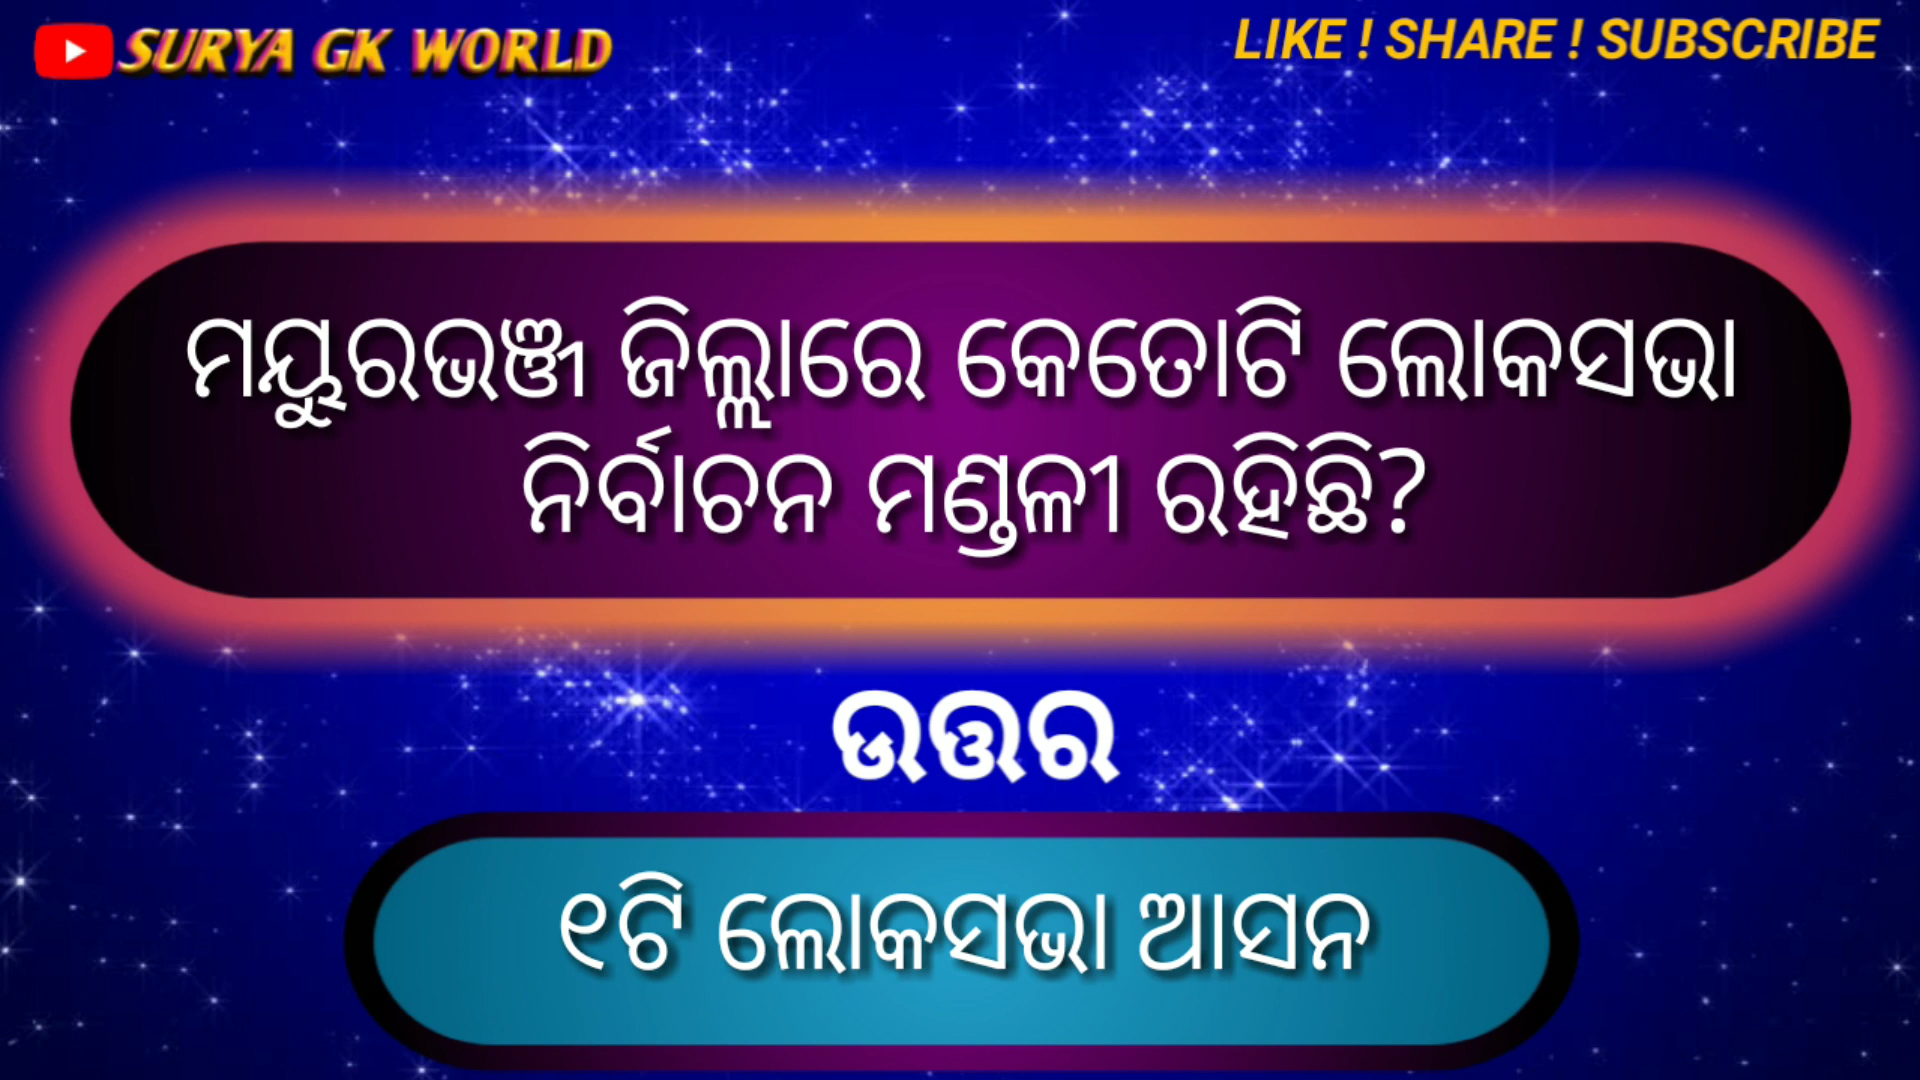 SURYA GK WORLD
LIKE ! SHARE ! SUBSCRIBE
ମୟୁରଭଞ୍ଜ ଜିଲ୍ଲାରେ କେତୋଟି ଲୋକସଭା
ନିର୍ବାଚନ ମଣ୍ଡଳୀ ରହିଛି?
ଉତ୍ତର
୧ଟି ଲୋକସଭା ଆସନ